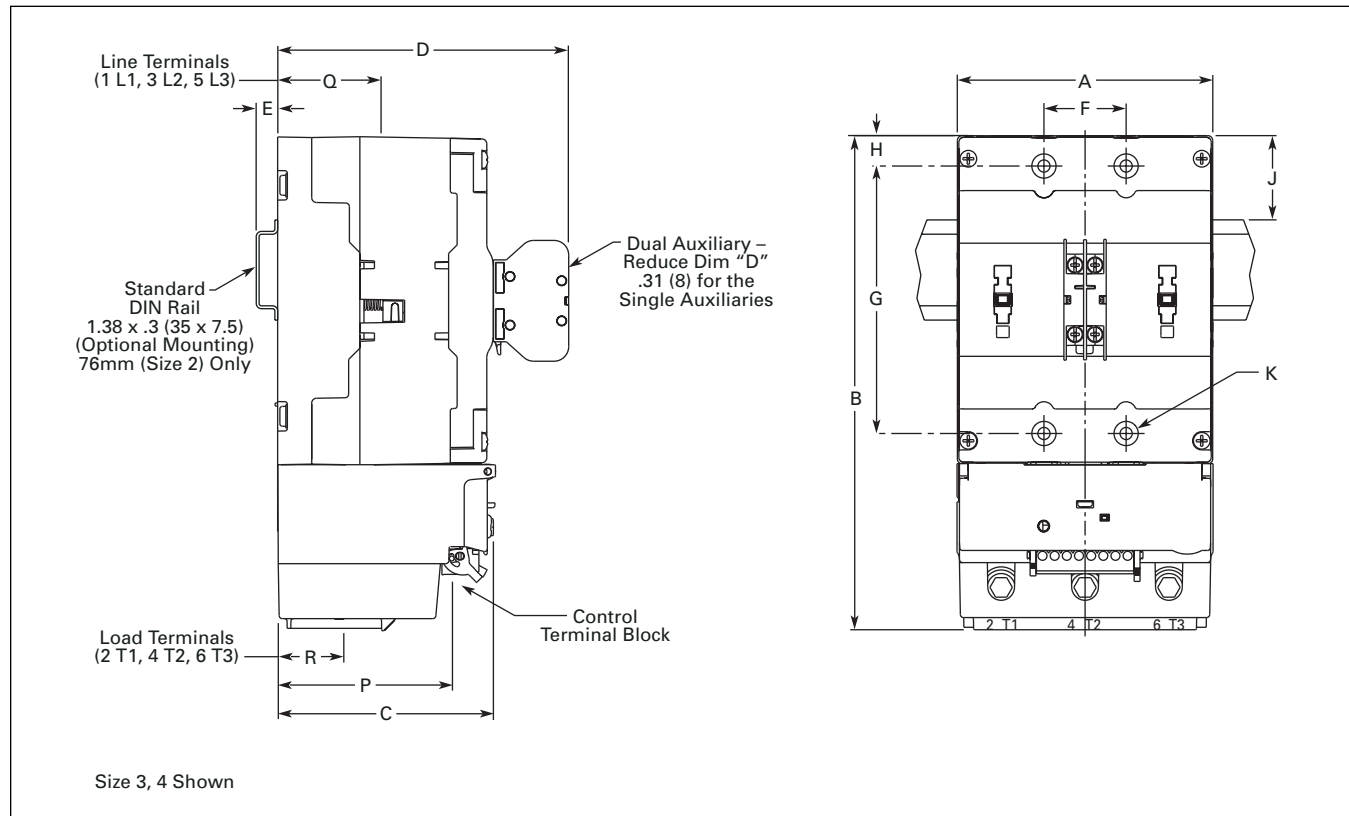 D
Line Terminals
(1 L1, 3 L2, 5 L3)
Q
E
A
F
H
J
Dual Auxiliary –
Reduce Dim “D”
.31 (8) for the
Single Auxiliaries
Standard
DIN Rail
1.38 x .3 (35 x 7.5)
(Optional Mounting)
76mm (Size 2) Only
G
K
B
Control
Terminal Block
Load Terminals
(2 T1, 4 T2, 6 T3)
R
P
C
2 T1 4 T2 6 T3
Size 3, 4 Shown